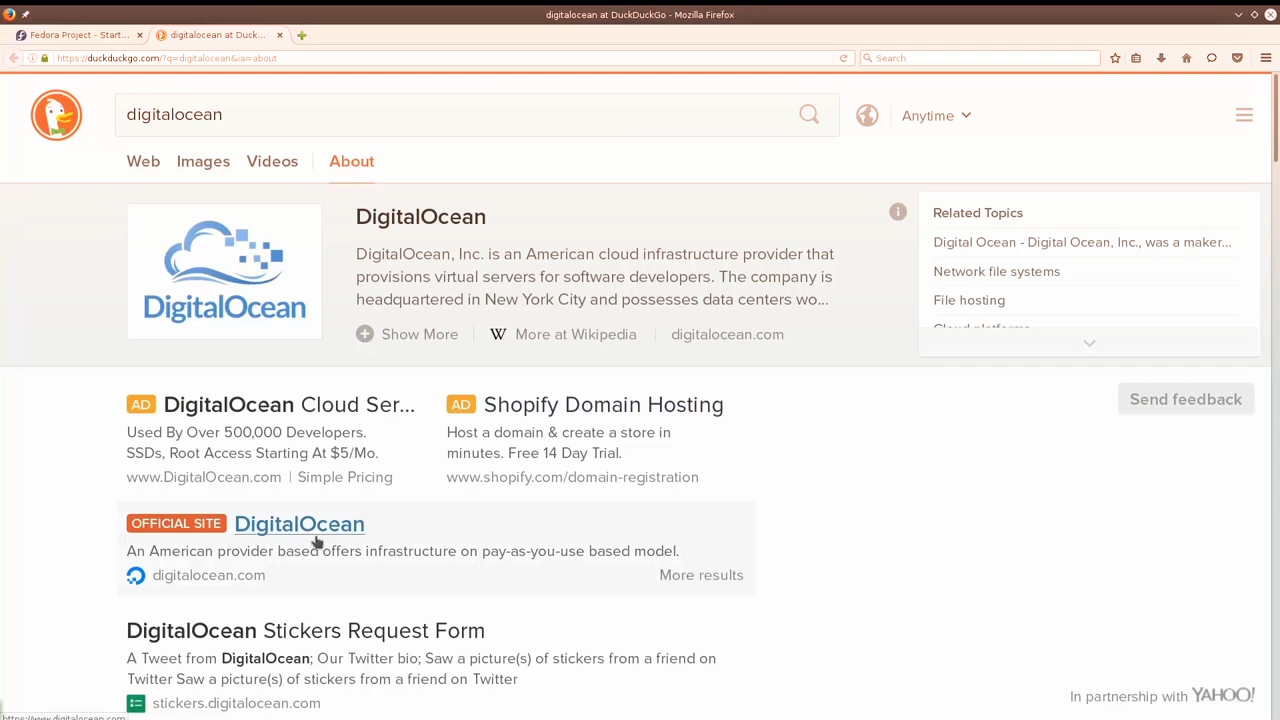 digitalocean at DuckDuckGo - Mozilla Firefox
Fedora Project - Start... ×
digitalocean at Duck... ×
https://duckduckgo.com/?q=digitalocean&ia=about
Search
digitalocean
Anytime
Web Images Videos About
DigitalOcean
DigitalOcean
DigitalOcean, Inc. is an American cloud infrastructure provider that
provisions virtual servers for software developers. The company is
headquartered in New York City and possesses data centers wo...
Show More
W More at Wikipedia
digitalocean.com
Related Topics
Digital Ocean - Digital Ocean, Inc., was a maker...
Network file systems
File hosting
Cloud platforms
Send feedback
AD DigitalOcean Cloud Ser...
Used By Over 500,000 Developers.
SSDs, Root Access Starting At $5/Mo.
www.DigitalOcean.com | Simple Pricing
AD Shopify Domain Hosting
Host a domain & create a store in
minutes. Free 14 Day Trial.
www.shopify.com/domain-registration
OFFICIAL SITE DigitalOcean
An American provider based offers infrastructure on pay-as-you-use based model.
digitalocean.com
More results
DigitalOcean Stickers Request Form
A Tweet from DigitalOcean; Our Twitter bio; Saw a picture(s) of stickers from a friend on
Twitter Saw a picture(s) of stickers from a friend on Twitter
stickers.digitalocean.com
In partnership with YAHOO!
https://www.digitalocean.com